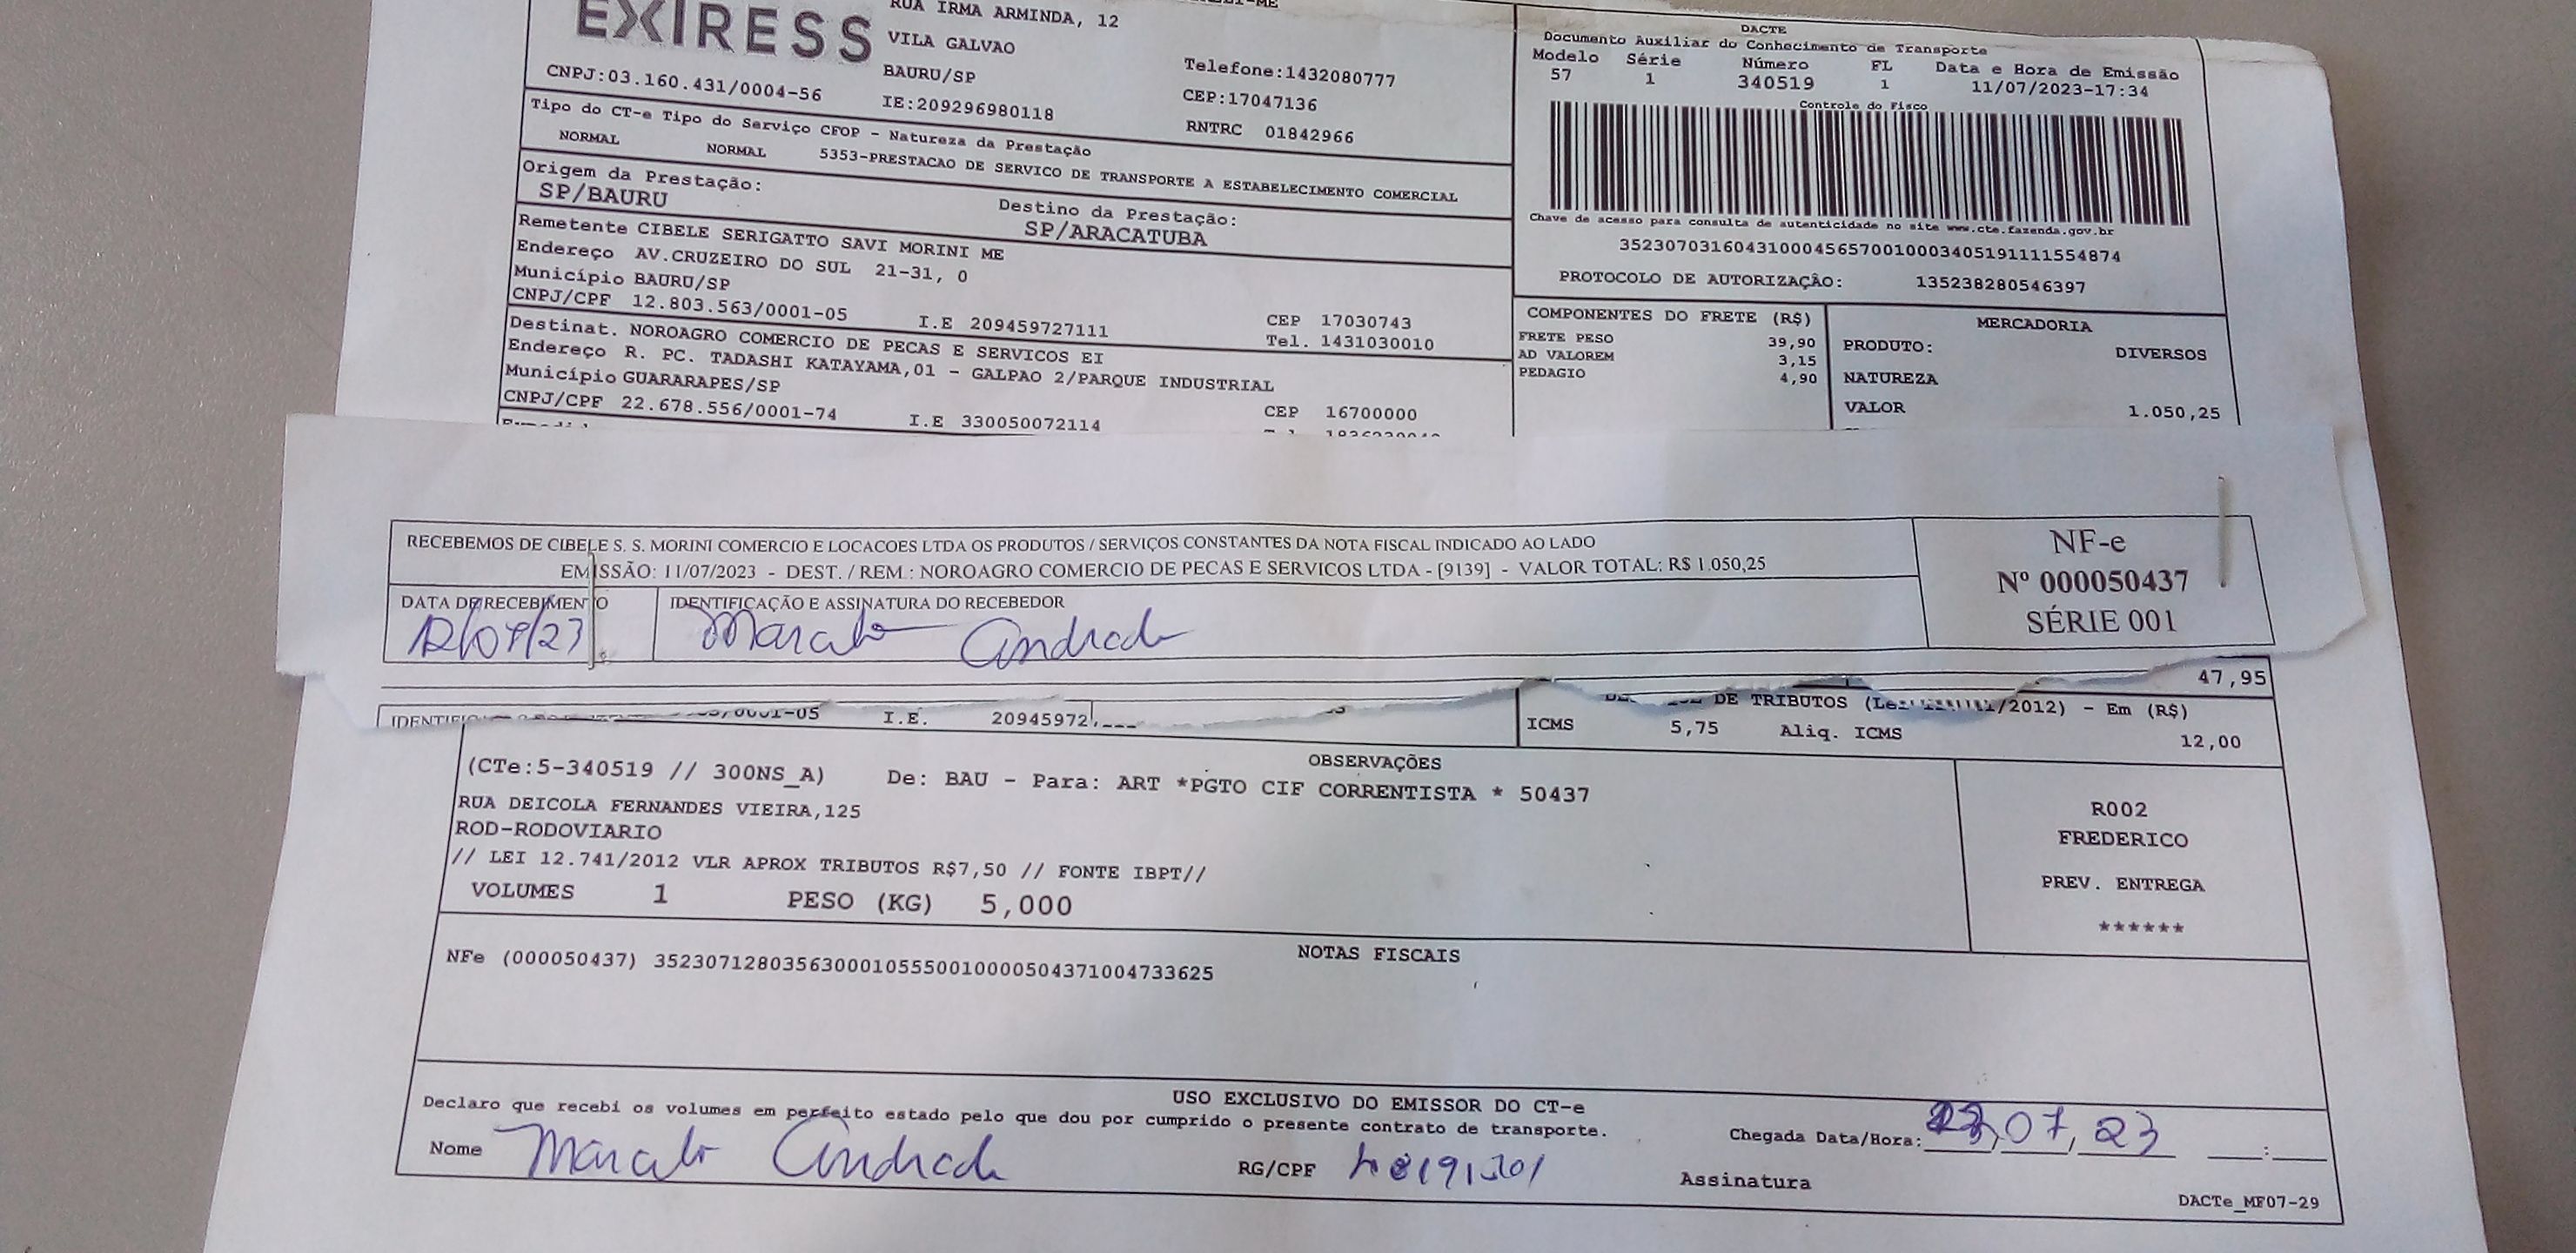 EXPRESS
RUA IRMA ARMINDA, 12
VILA GALVAO
CNPJ:03.160.431/0004-56
BAURU/SP
IE:209296980118
Telefone:1432080777
CEP:17047136
RNTRC 01842966
Tipo do CT-e Tipo do Serviço CFOP - Natureza da Prestação
NORMAL NORMAL 5353-PRESTACAO DE SERVICO DE TRANSPORTE A ESTABELECIMENTO COMERCIAL
Origem da Prestação:
SP/BAURU
Destino da Prestação:
SP/ARACATUBA
Remetente CIBELE SERIGATTO SAVI MORINI ME
Endereço AV.CRUZEIRO DO SUL 21-31, 0
Município BAURU/SP
CNPJ/CPF 12.803.563/0001-05 I.E 209459727111
CEP 17030743
Tel. 1431030010
Destinat. NOROAGRO COMERCIO DE PECAS E SERVICOS EI
Endereço R. PC. TADASHI KATAYAMA,01 - GALPAO 2/PARQUE INDUSTRIAL
Município GUARARAPES/SP
CNPJ/CPF 22.678.556/0001-74 I.E 330050072114
CEP 16700000
DACTE
Documento Auxiliar do Conhecimento de Transporte
Modelo Série Número FL Data e Hora de Emissão
57 1 340519 1 11/07/2023-17:34
Controle do Fisco
Chave de acesso para consulta de autenticidade no site www.cte.fazenda.gov.br
35230703160431000456570010003405191111554874
PROTOCOLO DE AUTORIZAÇÃO: 135238280546397
COMPONENTES DO FRETE (R$)
FRETE PESO 39,90
AD VALOREM 3,15
PEDAGIO 4,90
MERCADORIA
PRODUTO: DIVERSOS
NATUREZA
VALOR 1.050,25
RECEBEMOS DE CIBELE S. S. MORINI COMERCIO E LOCACOES LTDA OS PRODUTOS / SERVIÇOS CONSTANTES DA NOTA FISCAL INDICADO AO LADO
EMISSÃO: 11/07/2023 - DEST. / REM.: NOROAGRO COMERCIO DE PECAS E SERVICOS LTDA - [9139] - VALOR TOTAL: R$ 1.050,25
DATA DE RECEBIMENTO
12/07/23
IDENTIFICAÇÃO E ASSINATURA DO RECEBEDOR
Marcelo Andrade
NF-e
Nº 000050437
SÉRIE 001
47,95
/0001-05 I.E. 20945972
DE TRIBUTOS (Lei /2012) - Em (R$)
ICMS 5,75 Aliq. ICMS 12,00
OBSERVAÇÕES
(CTe:5-340519 // 300NS_A) De: BAU - Para: ART *PGTO CIF CORRENTISTA * 50437
RUA DEICOLA FERNANDES VIEIRA,125
ROD-RODOVIARIO
// LEI 12.741/2012 VLR APROX TRIBUTOS R$7,50 // FONTE IBPT//
VOLUMES 1 PESO (KG) 5,000
R002
FREDERICO
PREV. ENTREGA
******
NOTAS FISCAIS
NFe (000050437) 35230712803563000105550010000504371004733625
USO EXCLUSIVO DO EMISSOR DO CT-e
Declaro que recebi os volumes em perfeito estado pelo que dou por cumprido o presente contrato de transporte.
Nome Marcelo Andrade RG/CPF
Chegada Data/Hora: 07, 23 :
Assinatura
DACTe_MF07-29